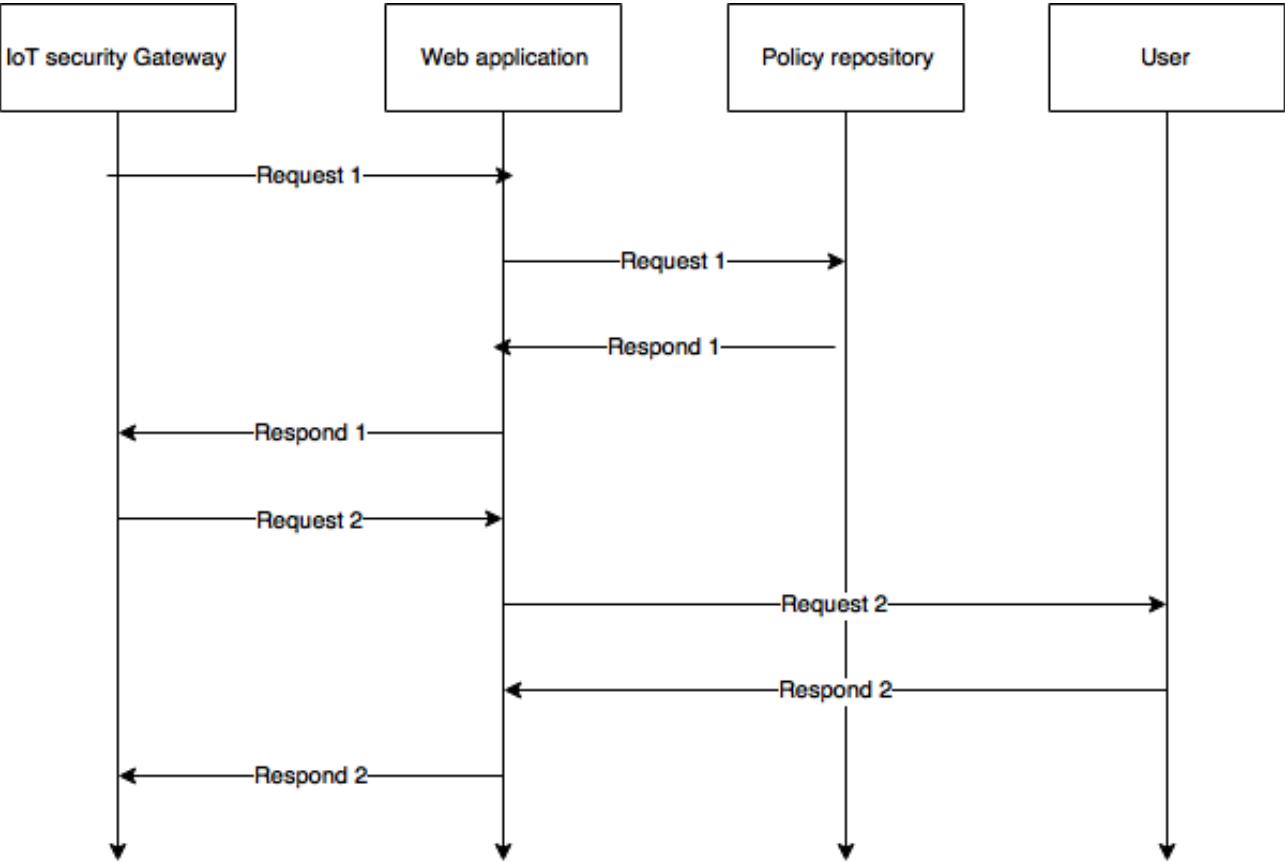 IoT security Gateway
Web application
Policy repository
User
Request 1
Request 1
Respond 1
Respond 1
Request 2
Request 2
Respond 2
Respond 2